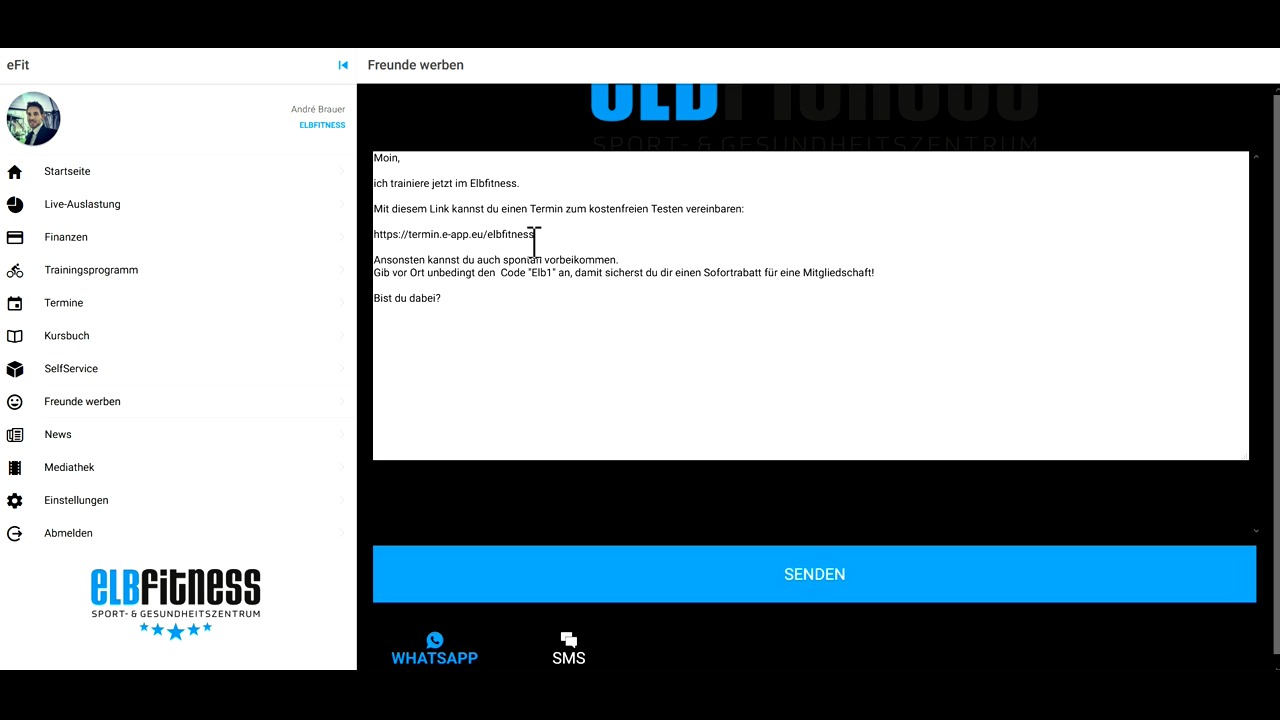 eFit
Freunde werben
André Brauer
ELBFITNESS
Startseite
Live-Auslastung
Finanzen
Trainingsprogramm
Termine
Kursbuch
SelfService
Freunde werben
News
Mediathek
Einstellungen
Abmelden
ELBFITNESS
SPORT- & GESUNDHEITSZENTRUM
ELBFITNESS
SPORT- & GESUNDHEITSZENTRUM
Moin,
ich trainiere jetzt im Elbfitness.
Mit diesem Link kannst du einen Termin zum kostenfreien Testen vereinbaren:
https://termin.e-app.eu/elbfitness
Ansonsten kannst du auch spontan vorbeikommen.
Gib vor Ort unbedingt den  Code "Elb1" an, damit sicherst du dir einen Sofortrabatt für eine Mitgliedschaft!
Bist du dabei?
SENDEN
WHATSAPP
SMS